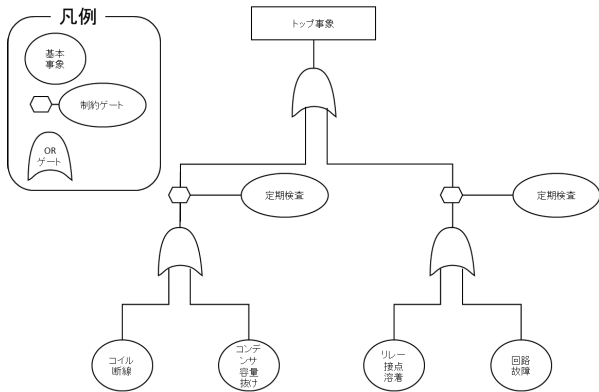 凡例
基本
事象
制約ゲート
OR
ゲート
トップ事象
定期検査
定期検査
コイル
断線
コンデ
ンサ
容量
抜け
リレー
接点
溶着
回路
故障